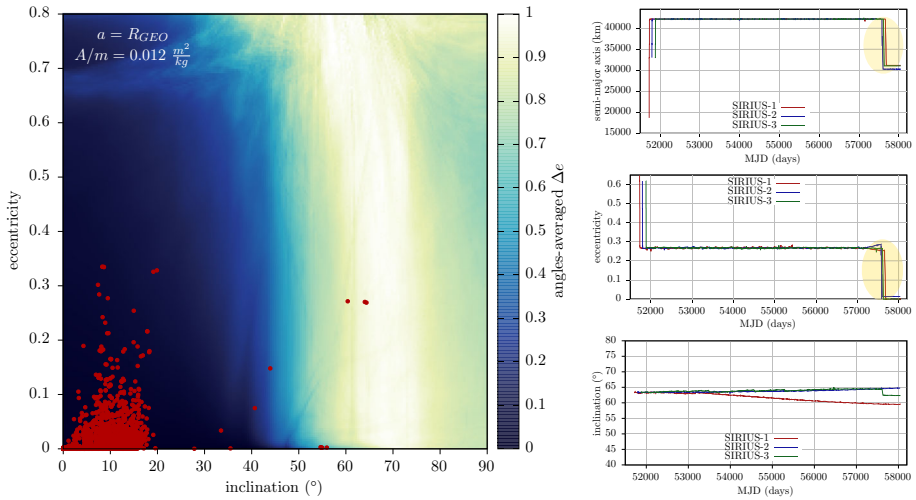 a = R_GEO
A/m = 0.012 m²/kg
0.8
0.7
0.6
0.5
0.4
0.3
0.2
0.1
0
eccentricity
0 10 20 30 40 50 60 70 80 90
inclination (°)
1
0.9
0.8
0.7
0.6
0.5
0.4
0.3
0.2
0.1
0
angles-averaged Δe
semi-major axis (km)
40000
35000
30000
25000
20000
15000
SIRIUS-1
SIRIUS-2
SIRIUS-3
52000 53000 54000 55000 56000 57000 58000
MJD (days)
eccentricity
0.6
0.5
0.4
0.3
0.2
0.1
0
SIRIUS-1
SIRIUS-2
SIRIUS-3
52000 53000 54000 55000 56000 57000 58000
MJD (days)
inclination (°)
80
75
70
65
60
55
50
45
40
SIRIUS-1
SIRIUS-2
SIRIUS-3
52000 53000 54000 55000 56000 57000 58000
MJD (days)